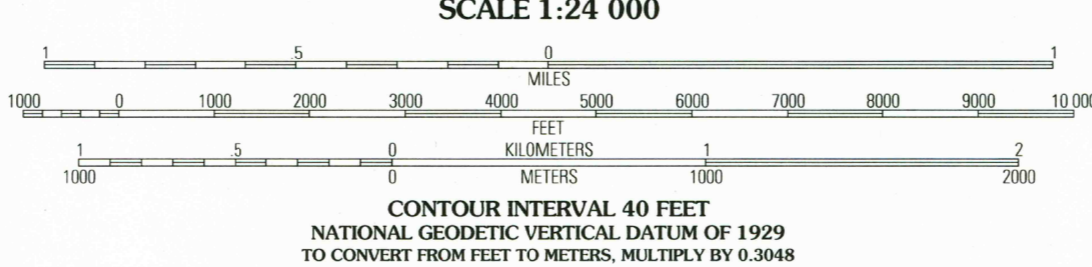 SCALE 1:24 000
1 .5 0 1
MILES
1000 0 1000 2000 3000 4000 5000 6000 7000 8000 9000 10 000
FEET
1 .5 0 KILOMETERS 1 2
1000 0 METERS 1000 2000
CONTOUR INTERVAL 40 FEET
NATIONAL GEODETIC VERTICAL DATUM OF 1929
TO CONVERT FROM FEET TO METERS, MULTIPLY BY 0.3048